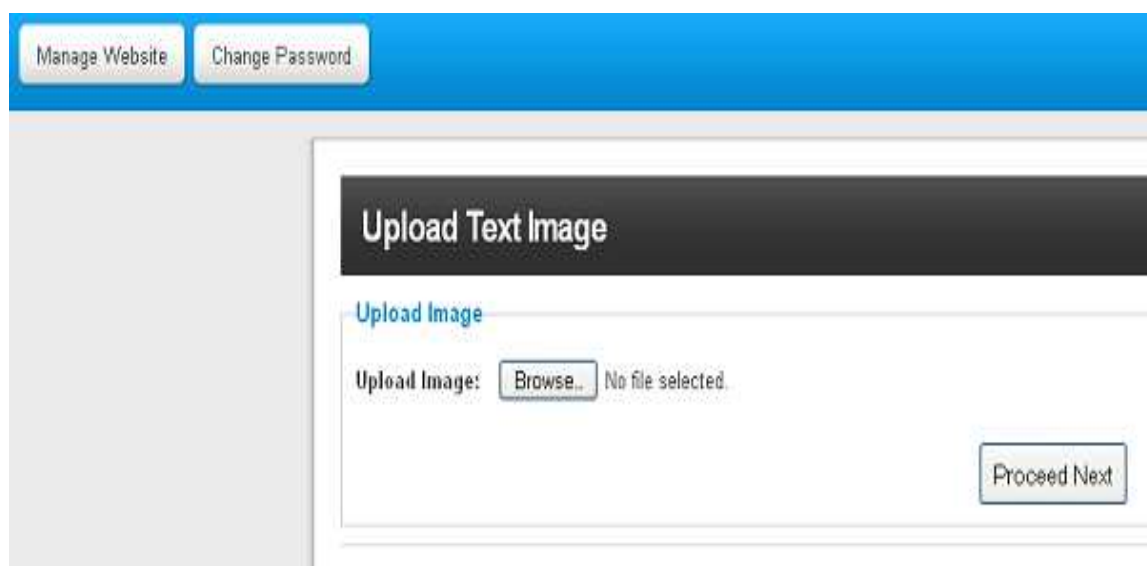 Manage Website Change Password
Upload Text Image
Upload Image
Upload Image: Browse.. No file selected.
Proceed Next